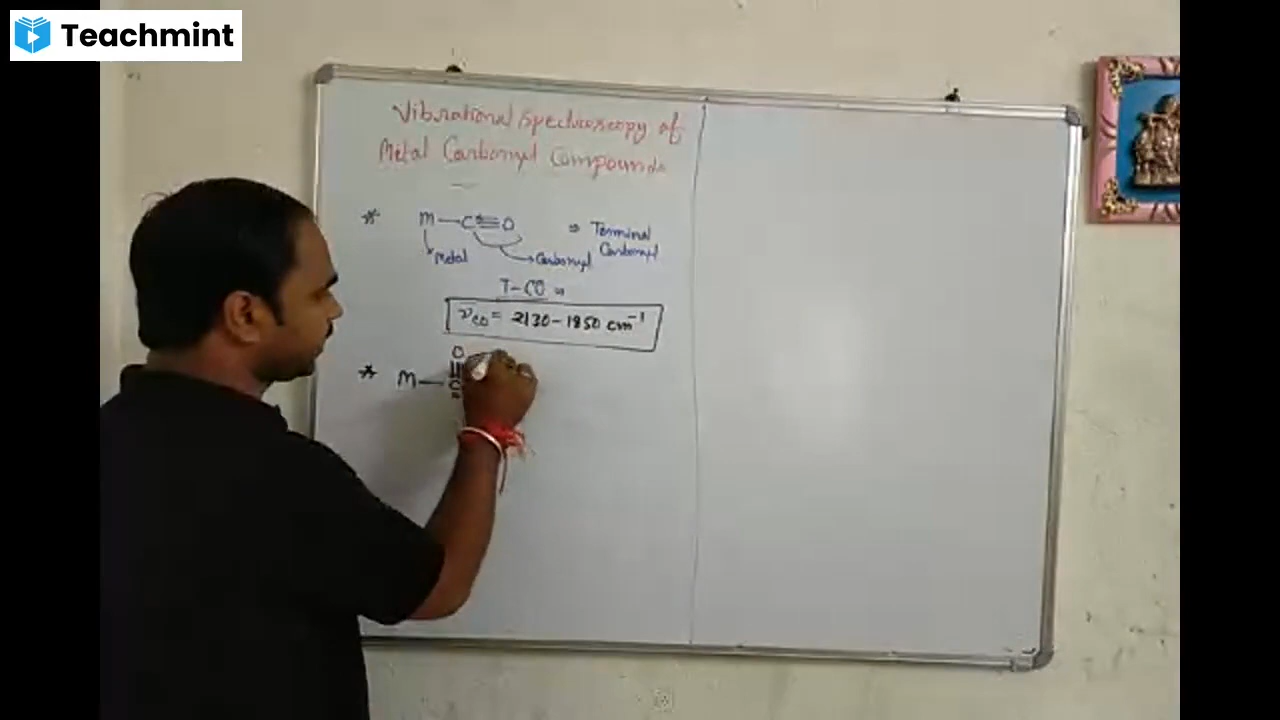 Teachmint
Vibrational Spectroscopy of
Metal Carbonyl Compounds
* M — C ≡ O ⇒ Terminal
Carbonyl
Metal Carbonyl
T-CO ⇒
ν CO = 2130-1850 cm⁻¹
O
* M — C